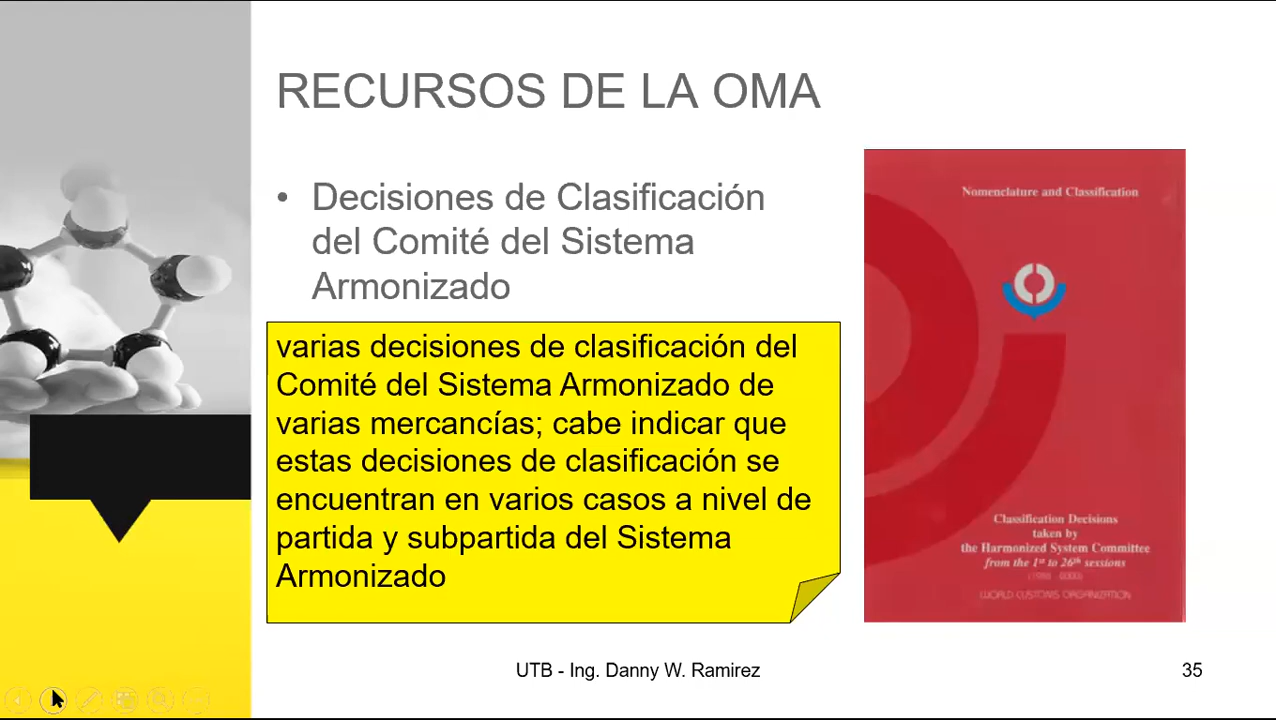 RECURSOS DE LA OMA
• Decisiones de Clasificación
del Comité del Sistema
Armonizado
varias decisiones de clasificación del
Comité del Sistema Armonizado de
varias mercancías; cabe indicar que
estas decisiones de clasificación se
encuentran en varios casos a nivel de
partida y subpartida del Sistema
Armonizado
Nomenclature and Classification
Classification Decisions
taken by
the Harmonized System Committee
from the 1st to 26th sessions
WORLD CUSTOMS ORGANIZATION
UTB - Ing. Danny W. Ramirez
35